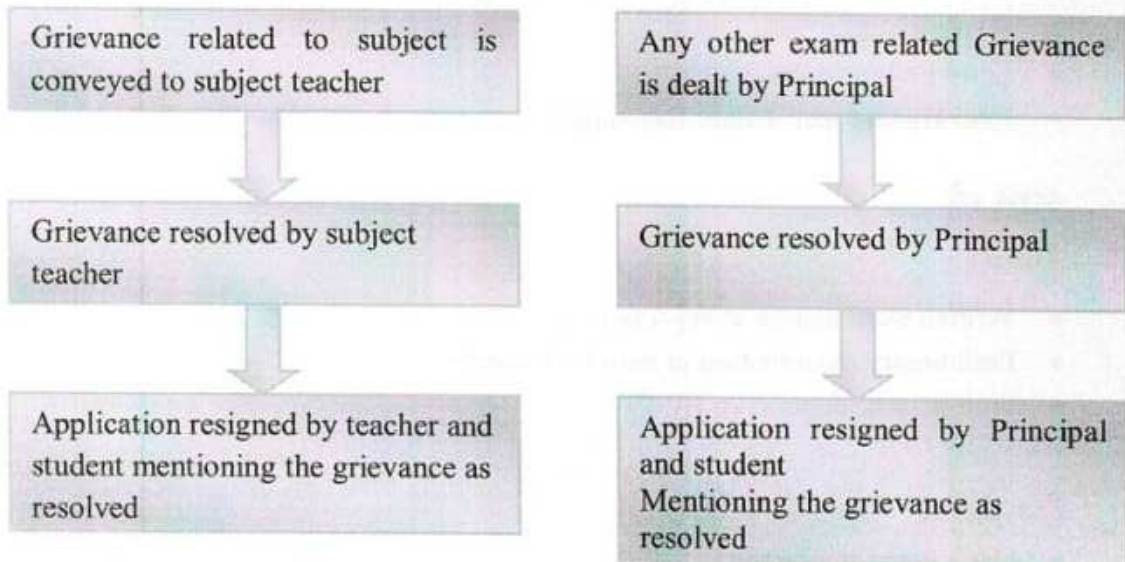 Grievance related to subject is
conveyed to subject teacher
Grievance resolved by subject
teacher
Application resigned by teacher and
student mentioning the grievance as
resolved
Any other exam related Grievance
is dealt by Principal
Grievance resolved by Principal
Application resigned by Principal
and student
Mentioning the grievance as
resolved